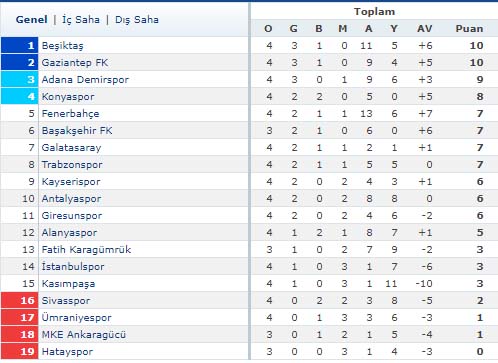 Toplam
Genel | İç Saha | Dış Saha
O G B M A Y AV Puan
1 Beşiktaş 4 3 1 0 11 5 +6 10
2 Gaziantep FK 4 3 1 0 9 4 +5 10
3 Adana Demirspor 4 3 0 1 9 6 +3 9
4 Konyaspor 4 2 2 0 5 0 +5 8
5 Fenerbahçe 4 2 1 1 13 6 +7 7
6 Başakşehir FK 3 2 1 0 6 0 +6 7
7 Galatasaray 4 2 1 1 2 1 +1 7
8 Trabzonspor 4 2 1 1 5 5 0 7
9 Kayserispor 4 2 0 2 4 3 +1 6
10 Antalyaspor 4 2 0 2 8 8 0 6
11 Giresunspor 4 2 0 2 4 6 -2 6
12 Alanyaspor 4 1 2 1 8 7 +1 5
13 Fatih Karagümrük 3 1 0 2 7 9 -2 3
14 İstanbulspor 4 1 0 3 1 7 -6 3
15 Kasımpaşa 4 1 0 3 1 11 -10 3
16 Sivasspor 4 0 2 2 3 8 -5 2
17 Ümraniyespor 4 0 1 3 3 6 -3 1
18 MKE Ankaragücü 3 0 1 2 1 5 -4 1
19 Hatayspor 3 0 0 3 1 4 -3 0